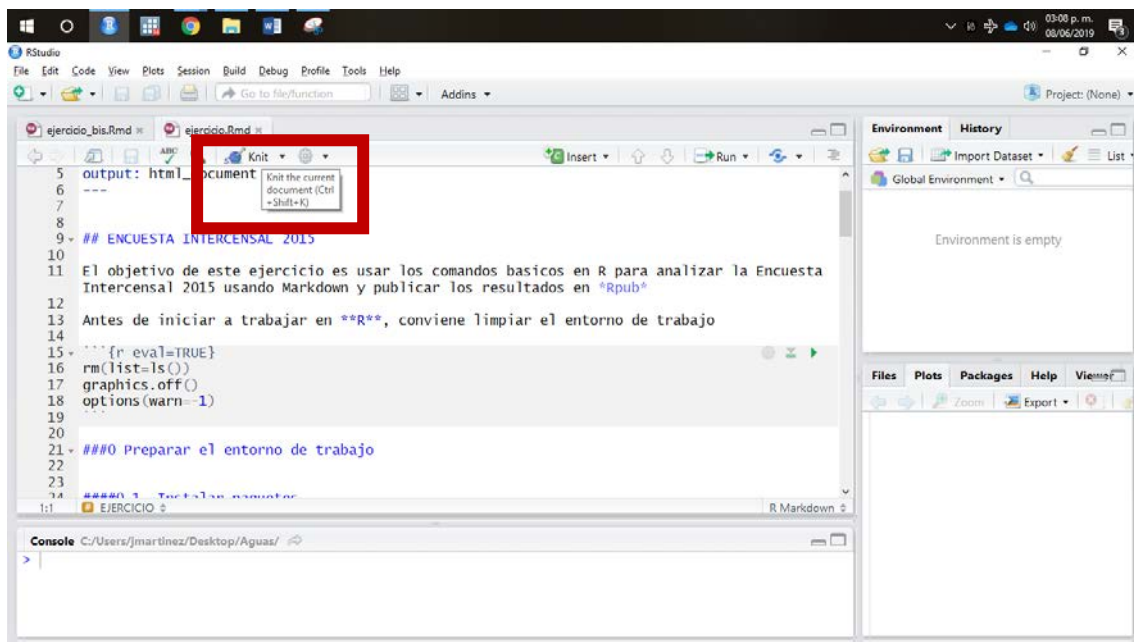 03:08 p. m.
08/06/2019
RStudio
File Edit Code View Plots Session Build Debug Profile Tools Help
Go to file/function Addins Project: (None)
ejercicio_bis.Rmd ejercicio.Rmd
ABC Knit Insert Run
5 output: html_document
Knit the current
document (Ctrl
+Shift+K)
6 ---
7
8
9 ## ENCUESTA INTERCENSAL 2015
10
11 El objetivo de este ejercicio es usar los comandos basicos en R para analizar la Encuesta
Intercensal 2015 usando Markdown y publicar los resultados en *Rpub*
12
13 Antes de iniciar a trabajar en **R**, conviene limpiar el entorno de trabajo
14
15 ```{r eval=TRUE}
16 rm(list=ls())
17 graphics.off()
18 options(warn=-1)
19 ```
20
21 ###0 Preparar el entorno de trabajo
22
23
24 ####0.1. Instalar paquetes
1:1 EJERCICIO R Markdown
Console C:/Users/jmartinez/Desktop/Aguas/
>
Environment History
Import Dataset List
Global Environment
Environment is empty
Files Plots Packages Help Viewer
Zoom Export